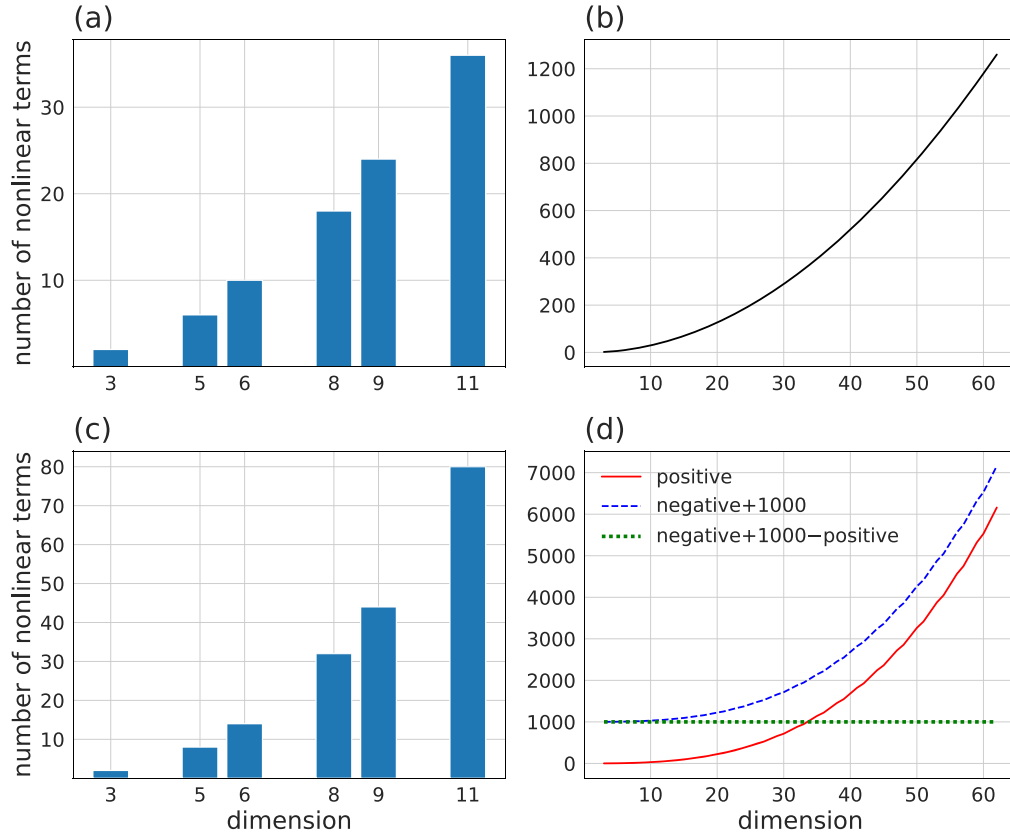 (a)
number of nonlinear terms
30
20
10
3 5 6 8 9 11
(b)
1200
1000
800
600
400
200
0
10 20 30 40 50 60
(c)
number of nonlinear terms
80
70
60
50
40
30
20
10
3 5 6 8 9 11
dimension
(d)
7000
6000
5000
4000
3000
2000
1000
0
positive
negative+1000
negative+1000−positive
10 20 30 40 50 60
dimension